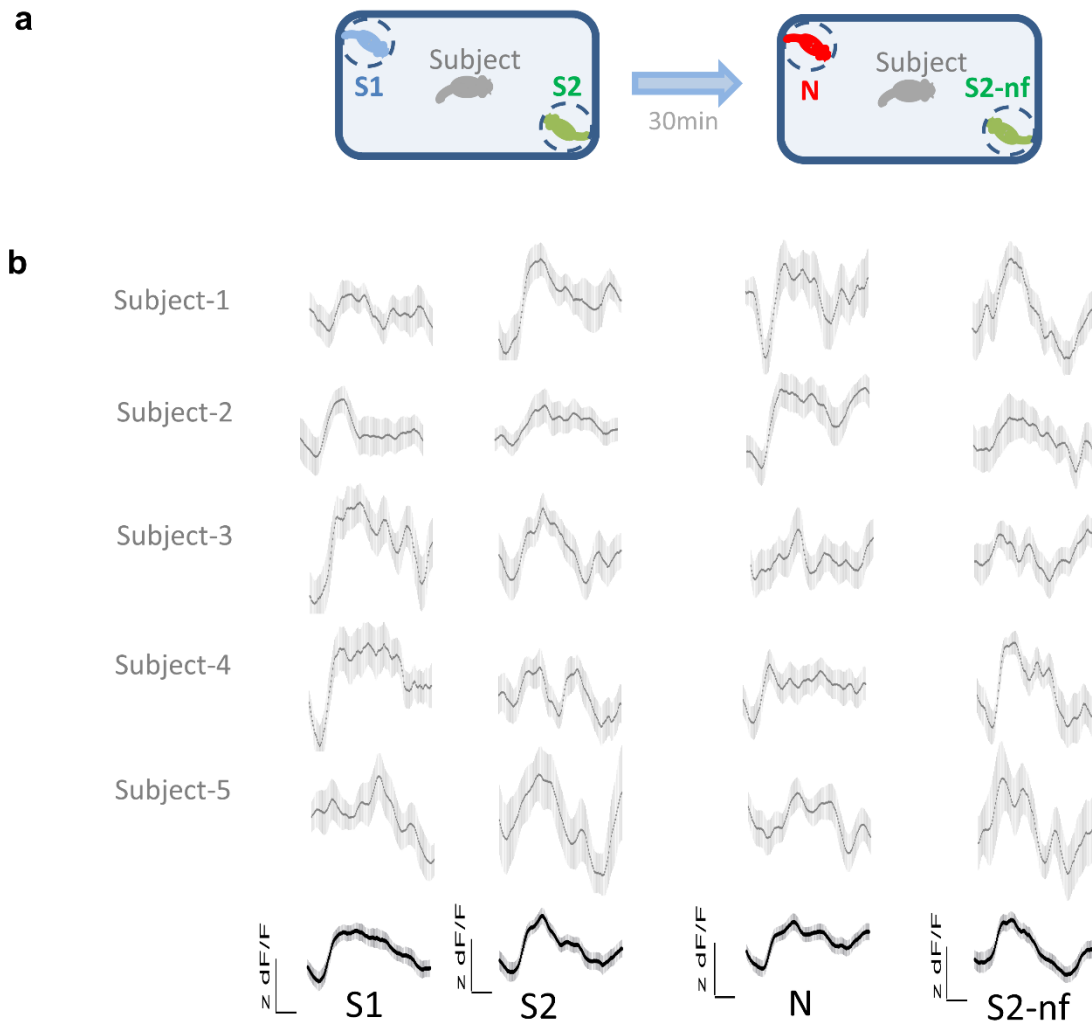 a
Subject
S1
S2
30min
Subject
N
S2-nf
b
Subject-1
Subject-2
Subject-3
Subject-4
Subject-5
z dF/F
z dF/F
z dF/F
z dF/F
S1
S2
N
S2-nf